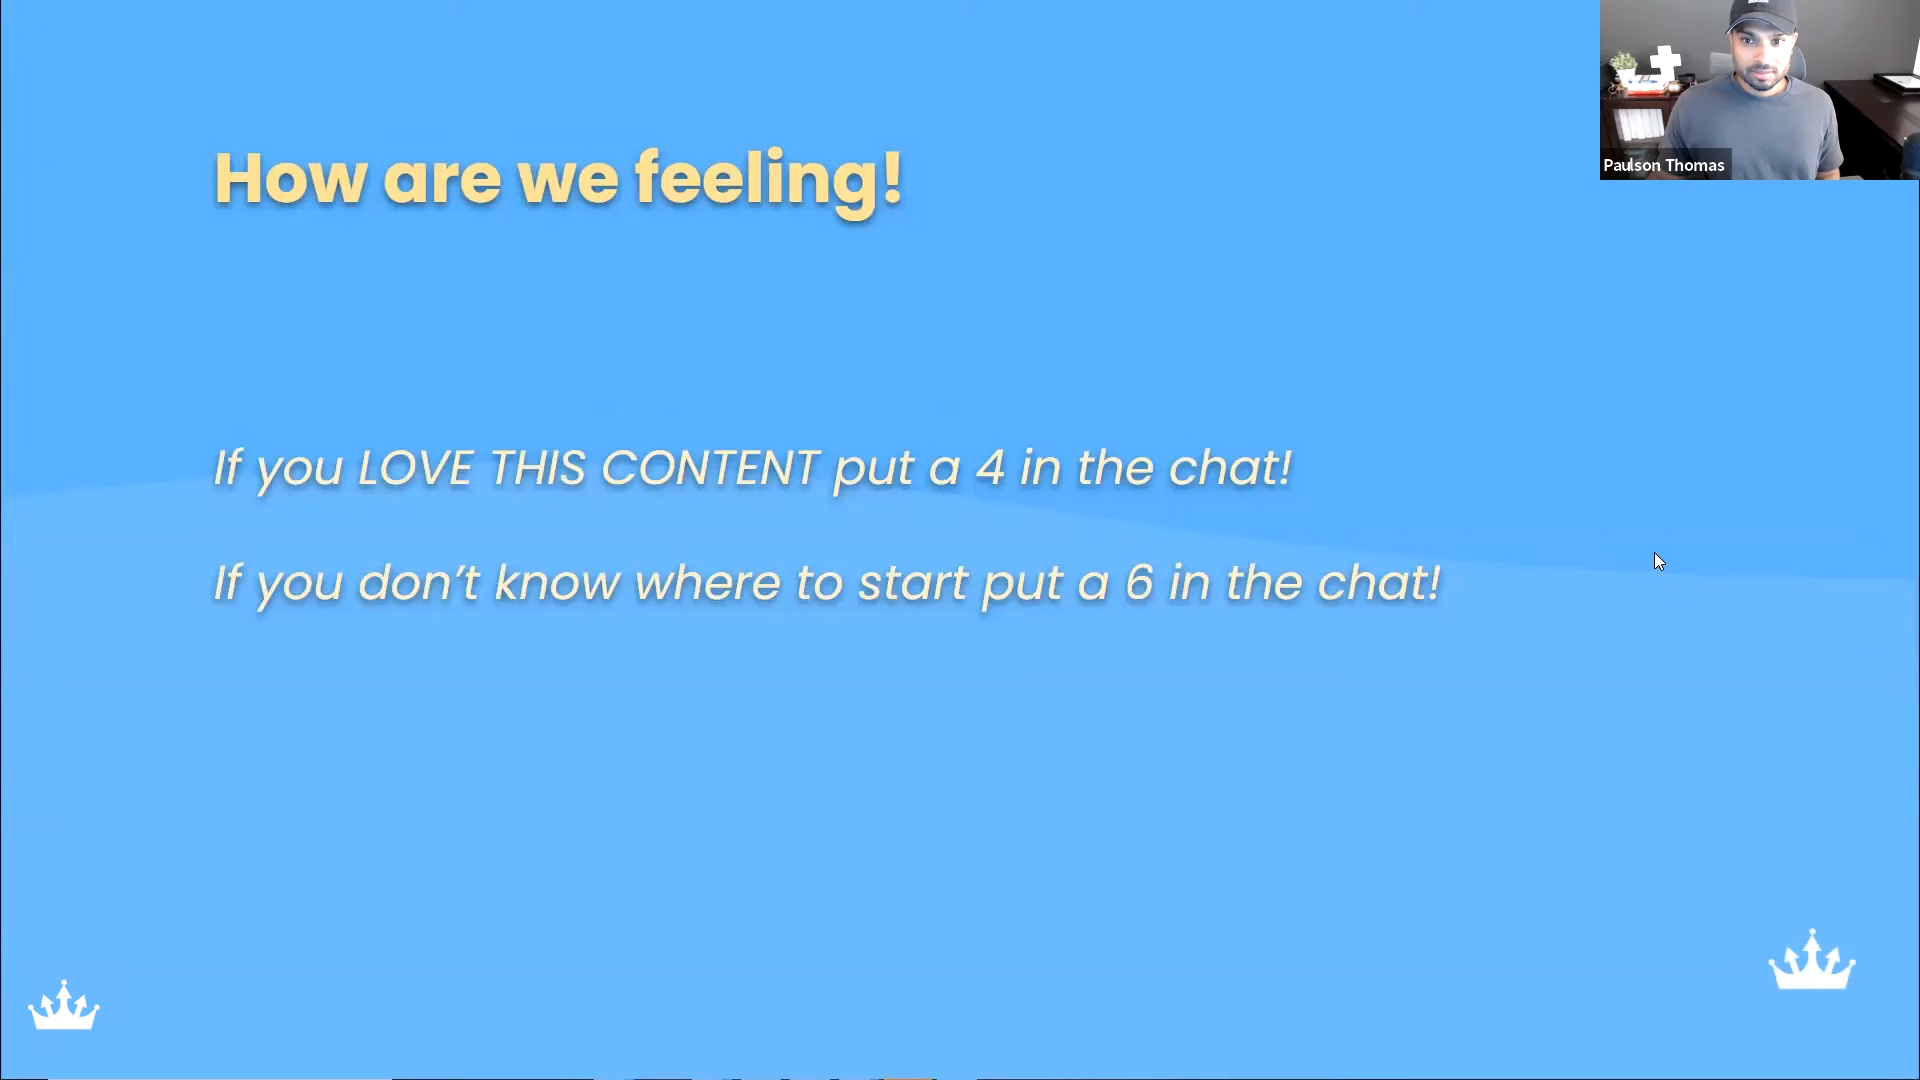 How are we feeling!
If you LOVE THIS CONTENT put a 4 in the chat!
If you don’t know where to start put a 6 in the chat!
Paulson Thomas